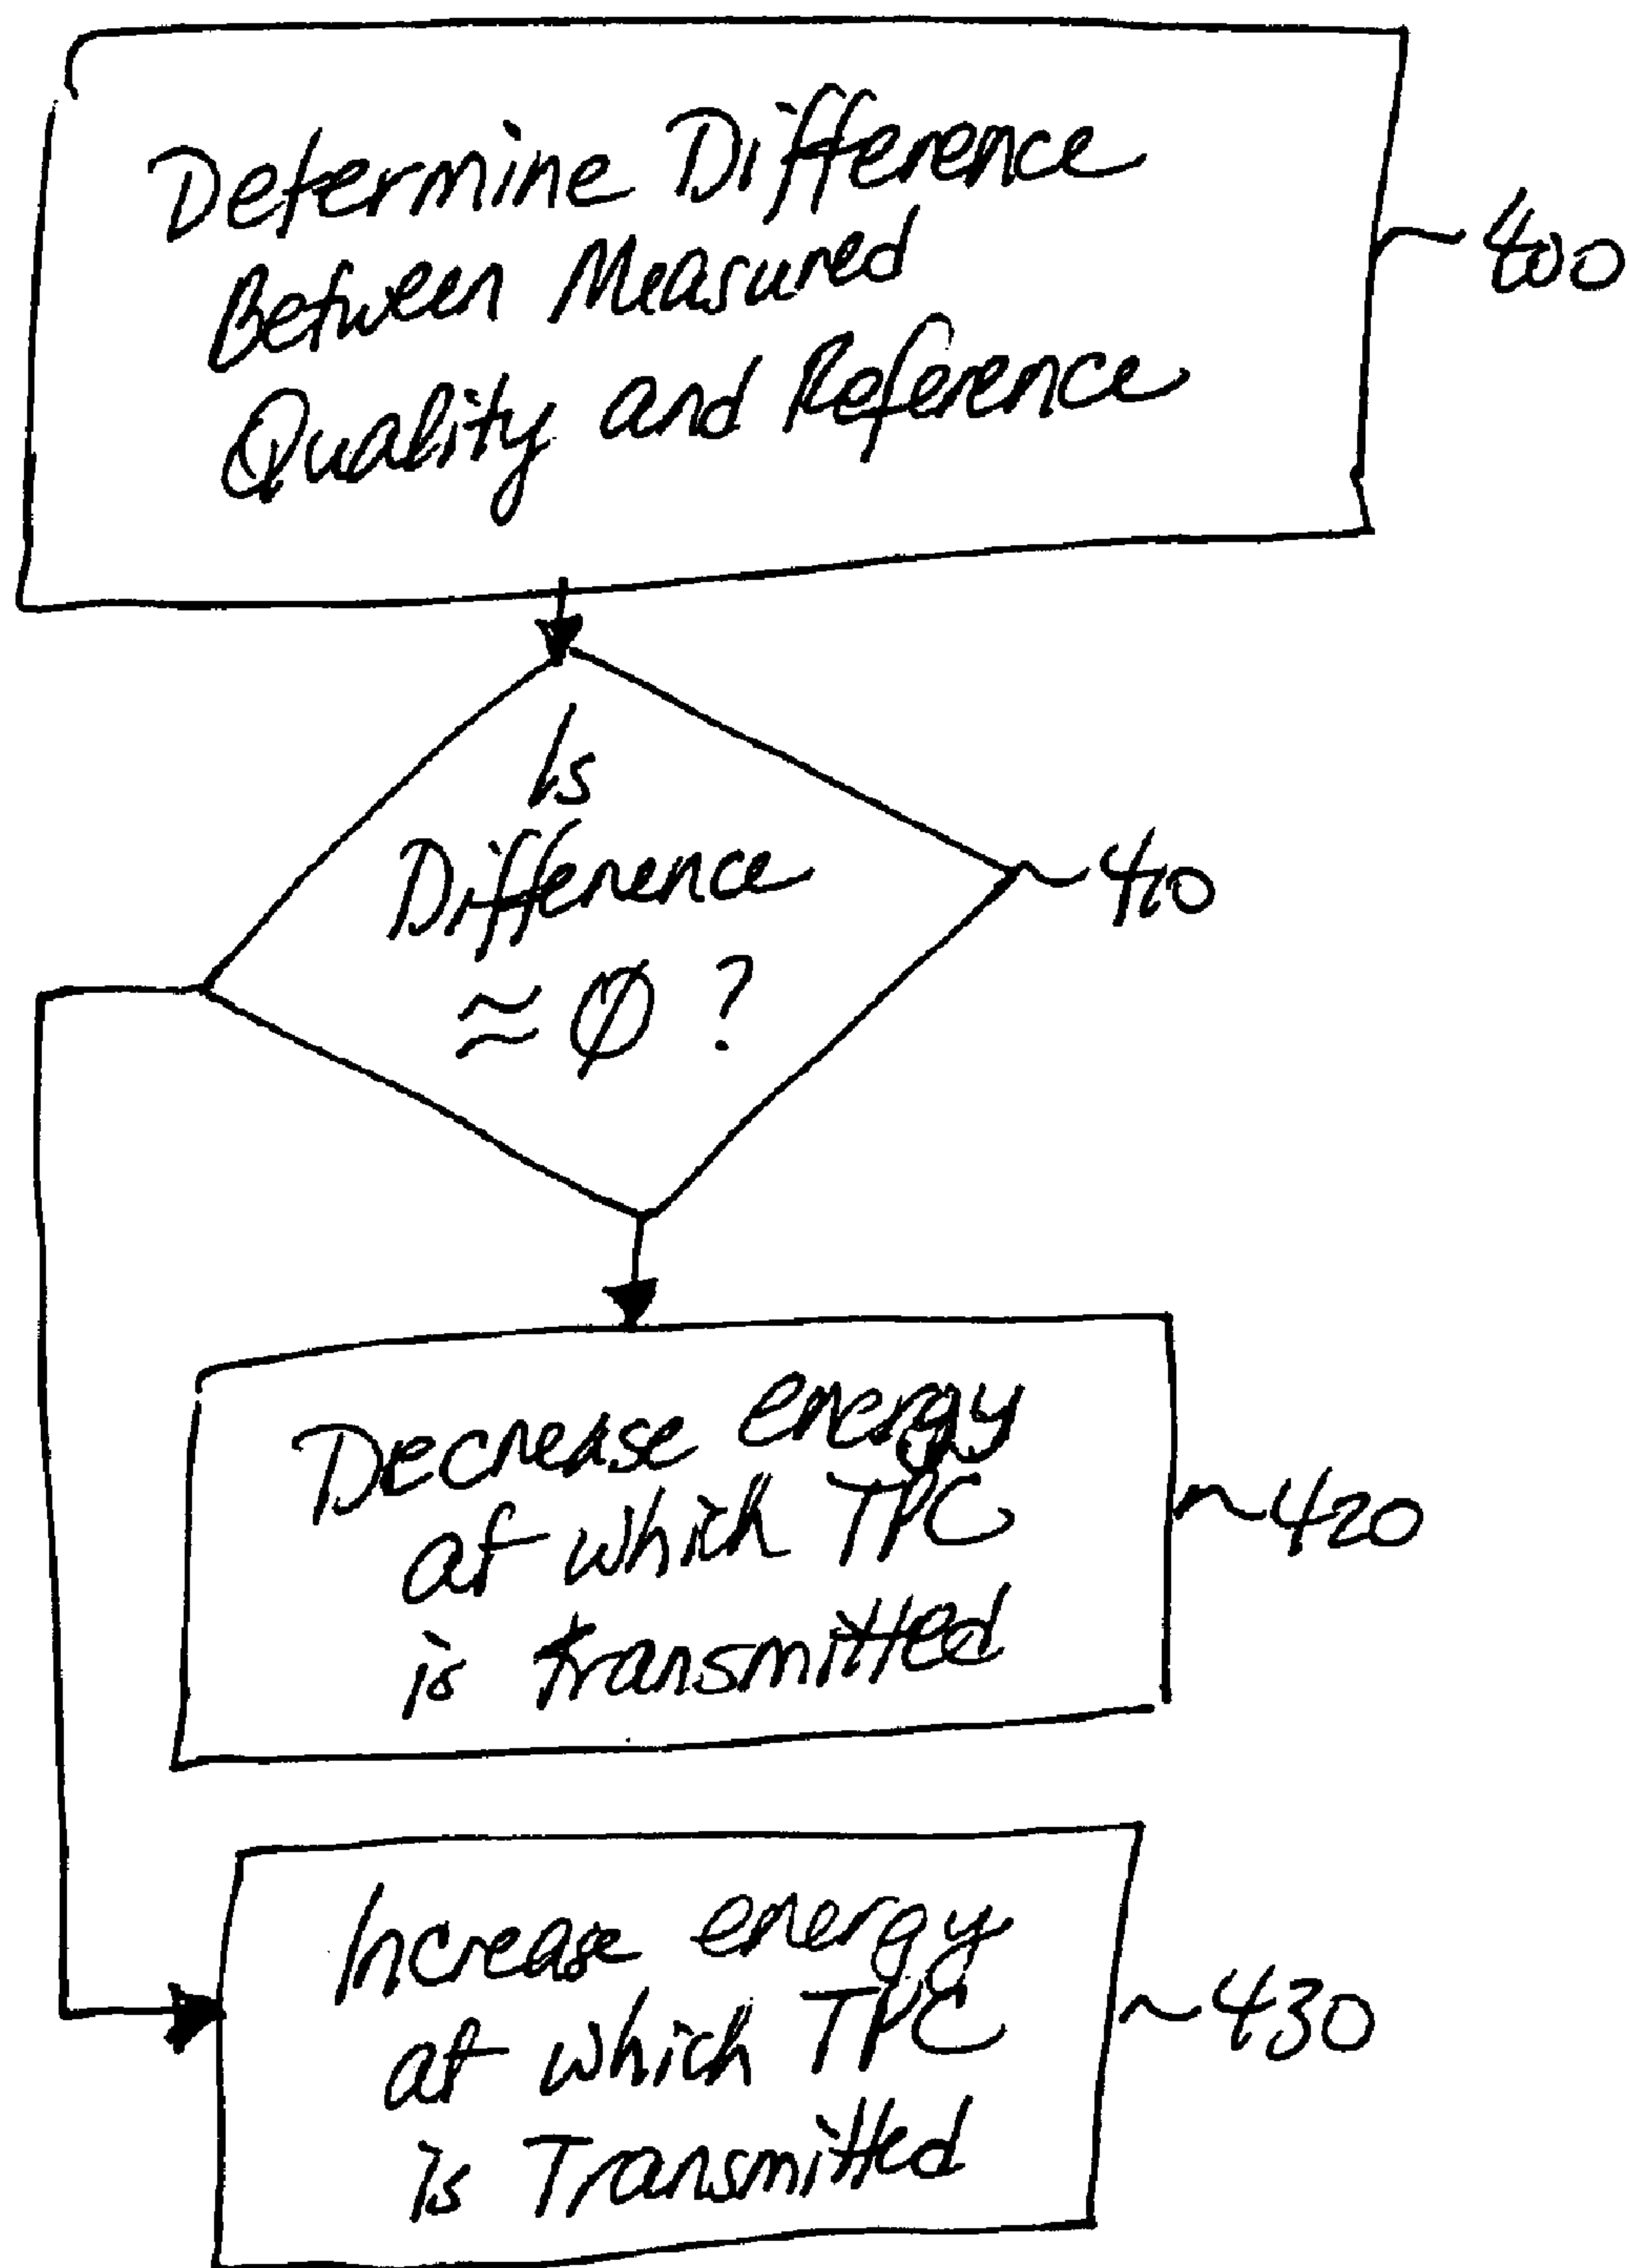 Determine Difference
Between Measured
Quality and Reference
400
Is
Difference
≈ Ø ?
410
Decrease energy
at which TPC
is transmitted
420
Increase energy
at which TPC
is Transmitted
430